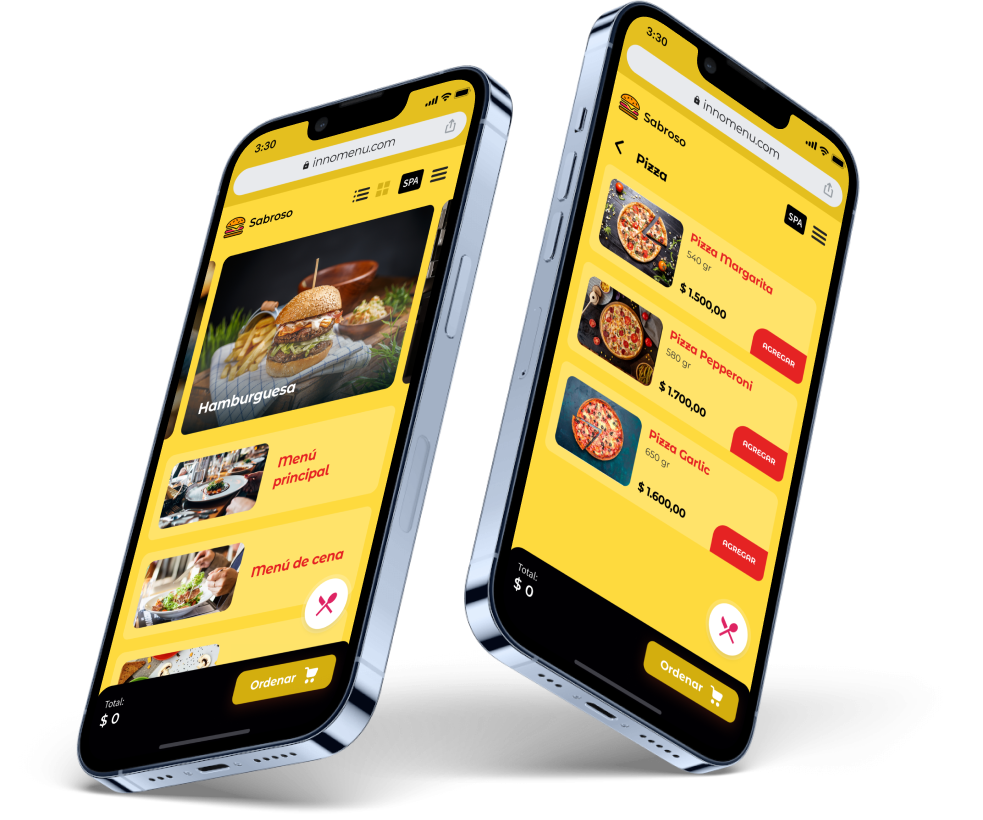 3:30
innomenu.com
SPA
Sabroso
Hamburguesa
Menú
principal
Menú de cena
Total:
$ 0
Ordenar
3:30
innomenu.com
Sabroso
SPA
Pizza
Pizza Margarita
540 gr
$ 1.500,00
AGREGAR
Pizza Pepperoni
580 gr
$ 1.700,00
AGREGAR
Pizza Garlic
650 gr
$ 1.600,00
AGREGAR
Total:
$ 0
Ordenar